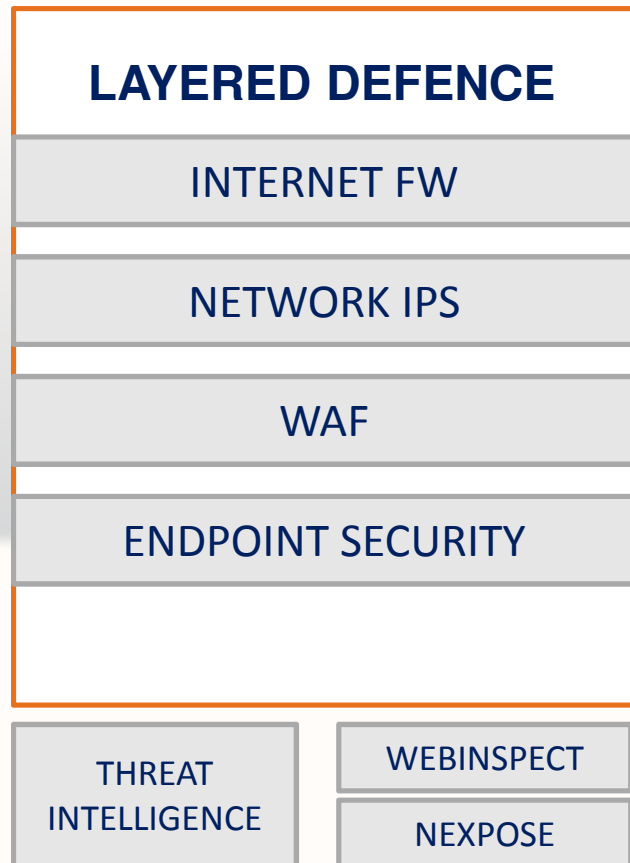 LAYERED DEFENCE
INTERNET FW
NETWORK IPS
WAF
ENDPOINT SECURITY
THREAT
INTELLIGENCE
WEBINSPECT
NEXPOSE